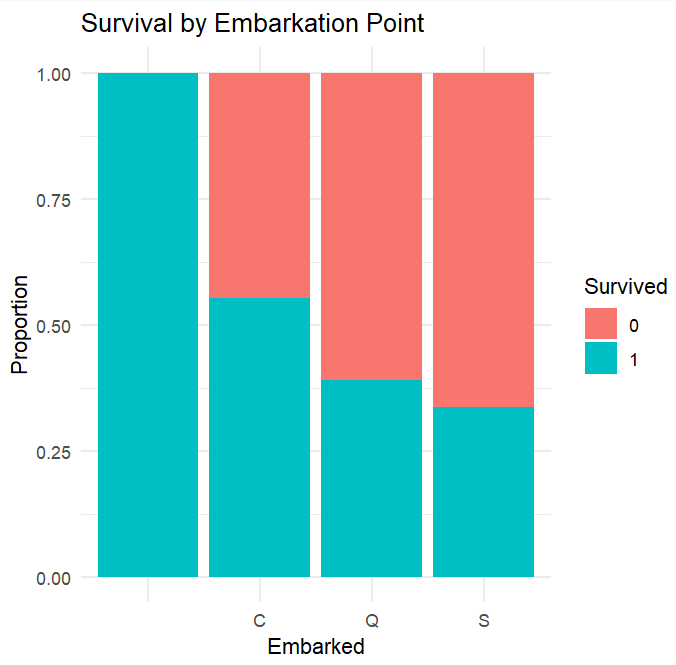 Survival by Embarkation Point
1.00
0.75
0.50
0.25
0.00
Proportion
C Q S
Embarked
Survived
0
1